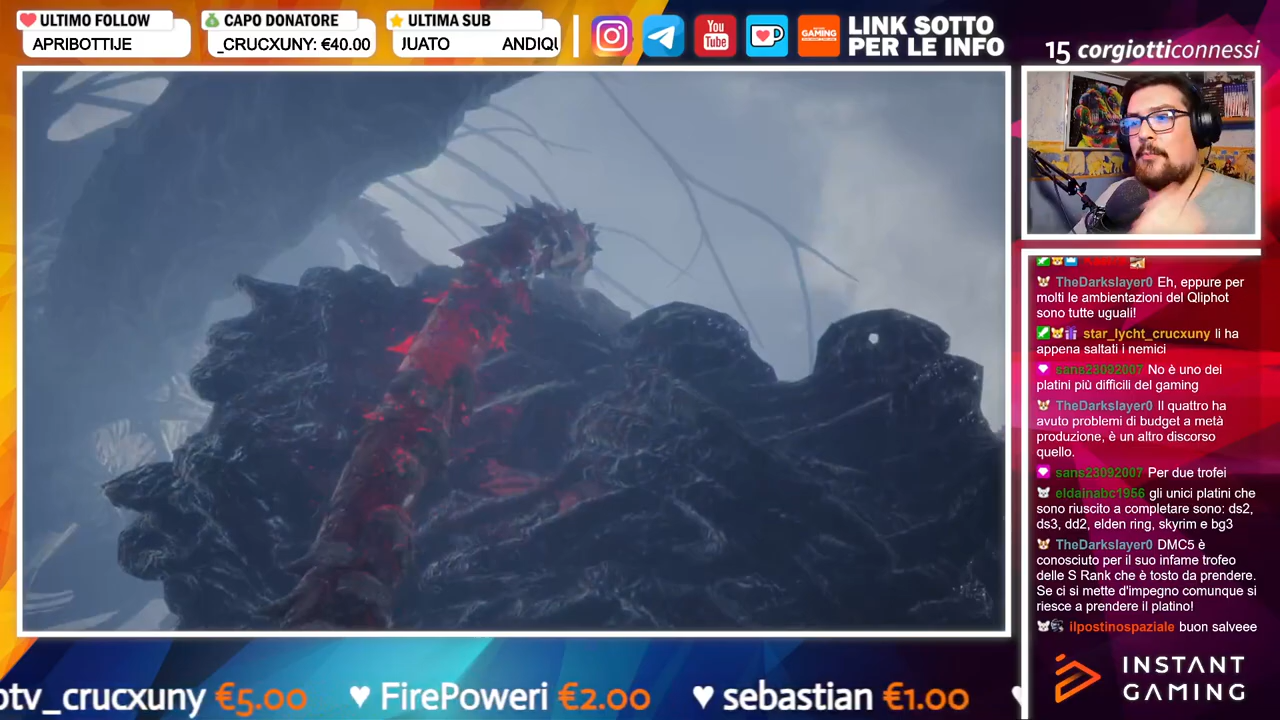 ULTIMO FOLLOW
APRIBOTTIJE
CAPO DONATORE
_CRUCXUNY: €40.00
ULTIMA SUB
ANDIQU
You
Tube
INSTANT
GAMING
LINK SOTTO
PER LE INFO
15 corgiotticonnessi
TheDarkslayer0 Eh, eppure per
molti le ambientazioni del Qliphot
sono tutte uguali!
star_lycht_crucxuny li ha
appena saltati i nemici
sans23092007 No è uno dei
platini più difficili del gaming
TheDarkslayer0 Il quattro ha
avuto problemi di budget a metà
produzione, è un altro discorso
quello.
sans23092007 Per due trofei
eldainabc1956 gli unici platini che
sono riuscito a completare sono: ds2,
ds3, dd2, elden ring, skyrim e bg3
TheDarkslayer0 DMC5 è
conosciuto per il suo infame trofeo
delle S Rank che è tosto da prendere.
Se ci si mette d'impegno comunque si
riesce a prendere il platino!
ilpostinospaziale buon salveee
INSTANT
GAMING
tv_crucxuny €5.00 ♥ FirePoweri €2.00 ♥ sebastian €1.00